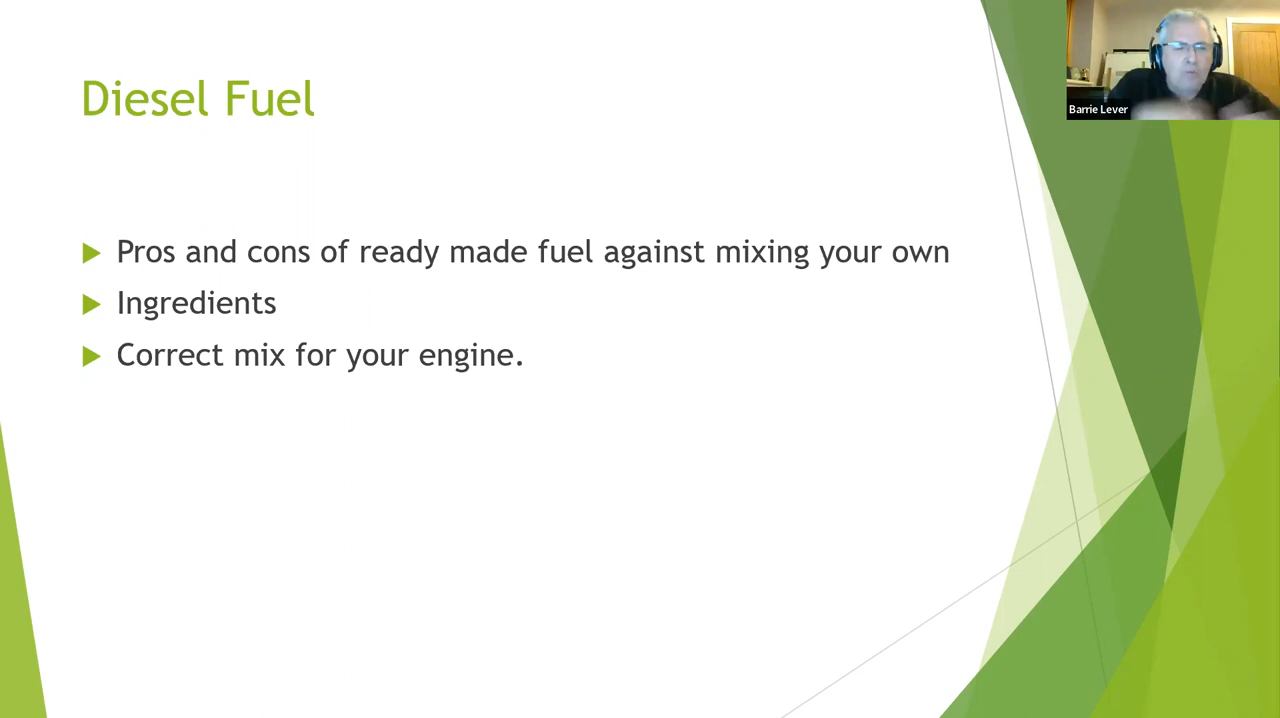 Diesel Fuel
Barrie Lever
Pros and cons of ready made fuel against mixing your own
Ingredients
Correct mix for your engine.